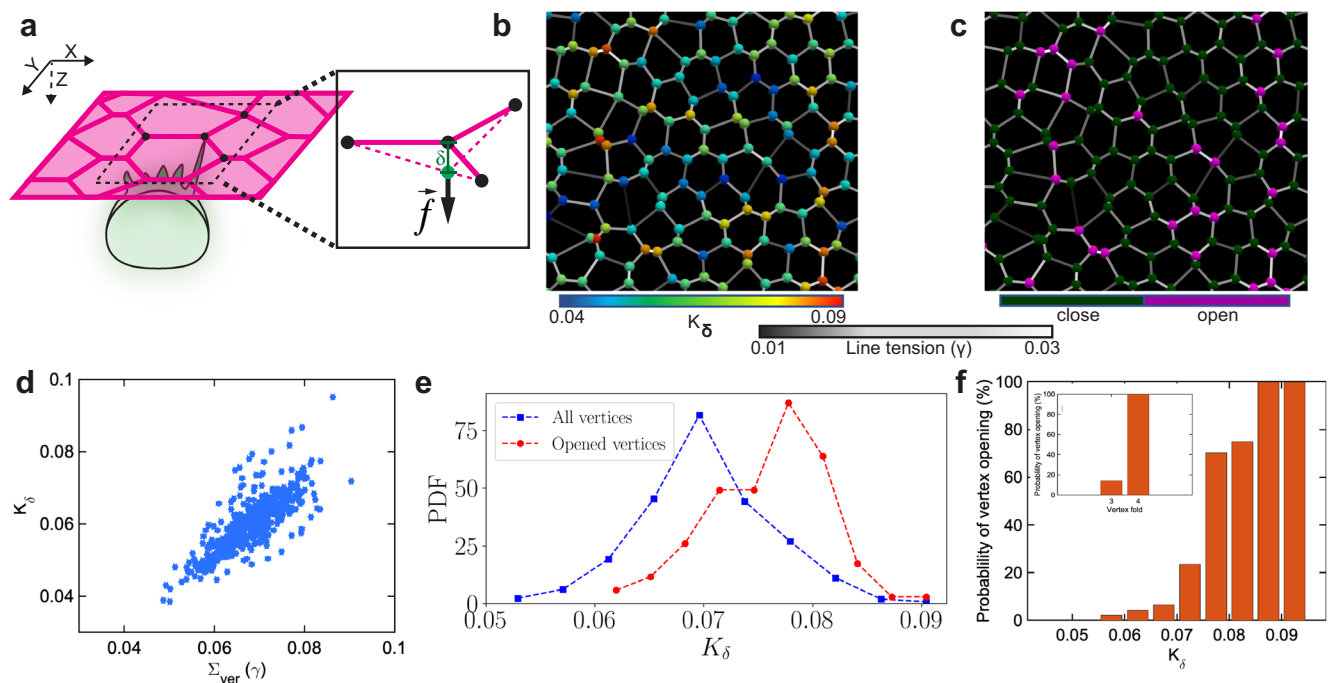 a
b
c
X
Y
Z
δ
f
0.04
0.09
K δ
close
open
0.01
Line tension (γ)
0.03
d
0.1
0.08
0.06
0.04
K δ
0.04
0.06
0.08
0.1
Σver (γ)
e
All vertices
Opened vertices
75
50
25
0
PDF
0.05
0.06
0.07
0.08
0.09
Kδ
f
100
80
60
40
20
0
Probablility of vertex opening (%)
100
80
60
40
20
0
Probability of vertex opening (%)
3
4
Vertex fold
0.05
0.06
0.07
0.08
0.09
Kδ